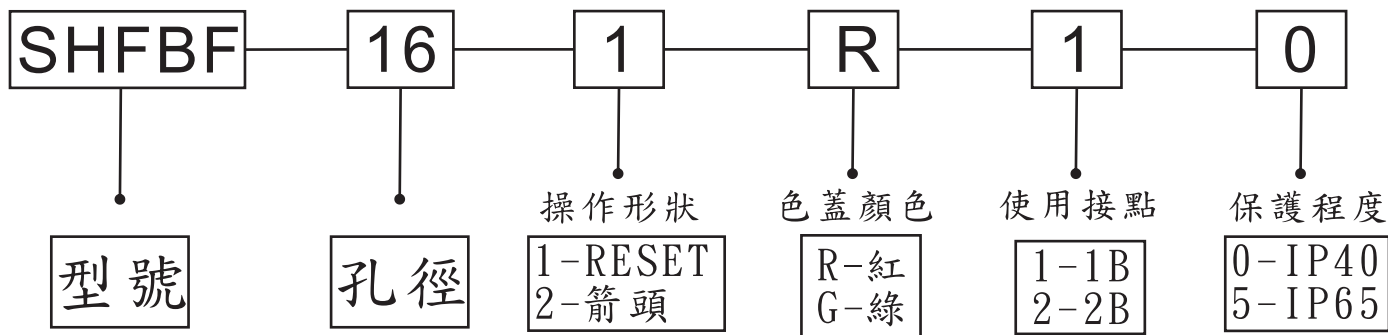 SHFBF 16 1 R 1 0
操作形狀 色蓋顏色 使用接點 保護程度
型號 孔徑
1-RESET
2-箭頭
R-紅
G-綠
1-1B
2-2B
0-IP40
5-IP65